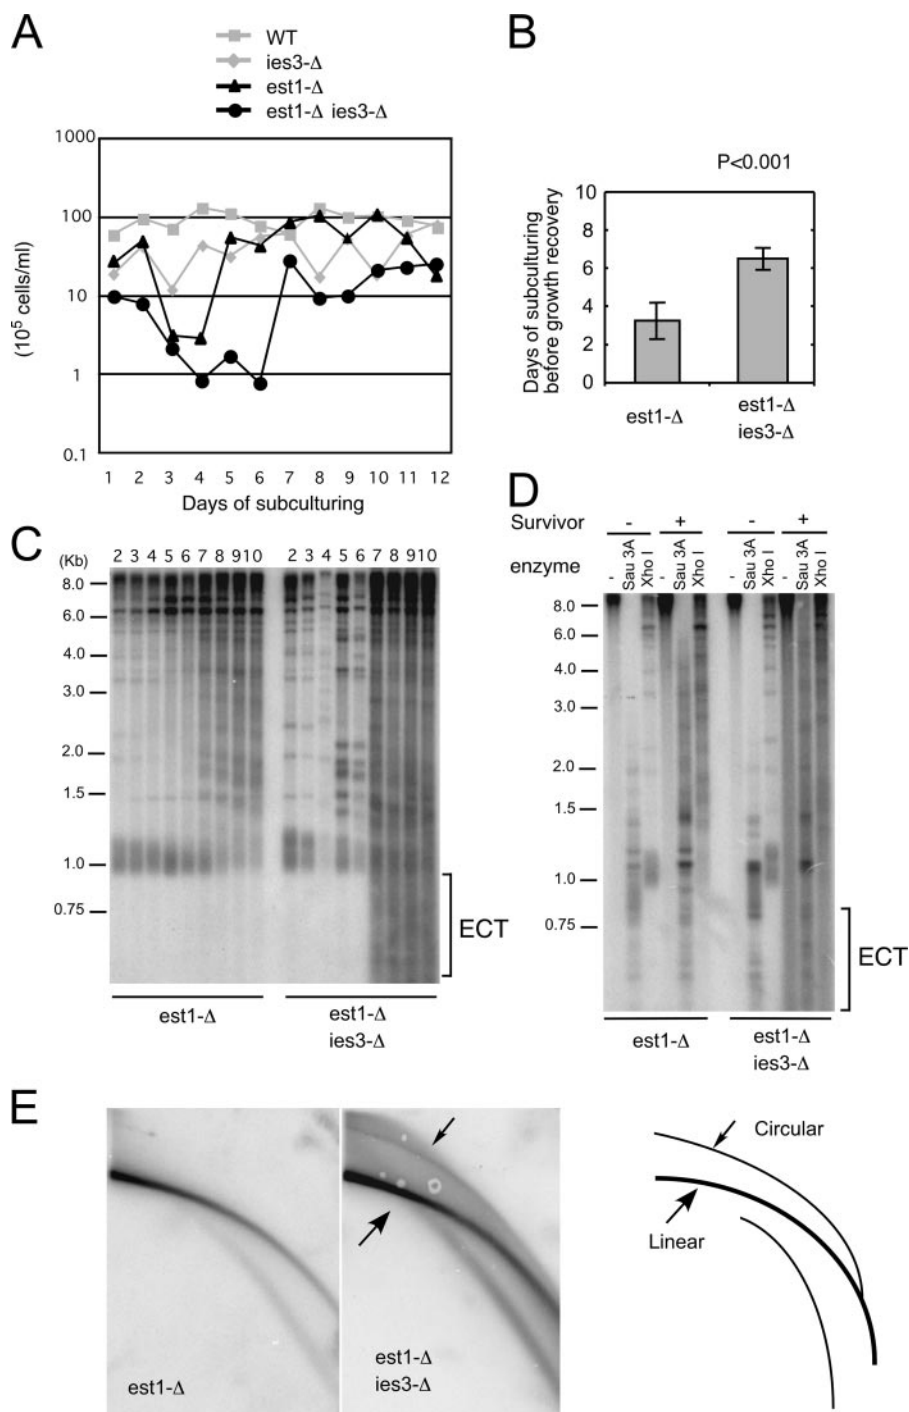 A
WT
ies3-Δ
est1-Δ
est1-Δ ies3-Δ
1000
100
10
1
0.1
(10⁵ cells/ml)
1 2 3 4 5 6 7 8 9 10 11 12
Days of subculturing
B
P<0.001
10
8
6
4
2
0
Days of subculturing
before growth recovery
est1-Δ
est1-Δ
ies3-Δ
C
(Kb)
2 3 4 5 6 7 8 9 10
2 3 4 5 6 7 8 9 10
8.0
6.0
4.0
3.0
2.0
1.5
1.0
0.75
ECT
est1-Δ
est1-Δ
ies3-Δ
D
Survivor - + - +
enzyme - Sau 3A Xho I - Sau 3A Xho I - Sau 3A Xho I - Sau 3A Xho I
8.0
6.0
4.0
3.0
2.0
1.5
1.0
0.75
ECT
est1-Δ
est1-Δ
ies3-Δ
E
est1-Δ
est1-Δ
ies3-Δ
Circular
Linear